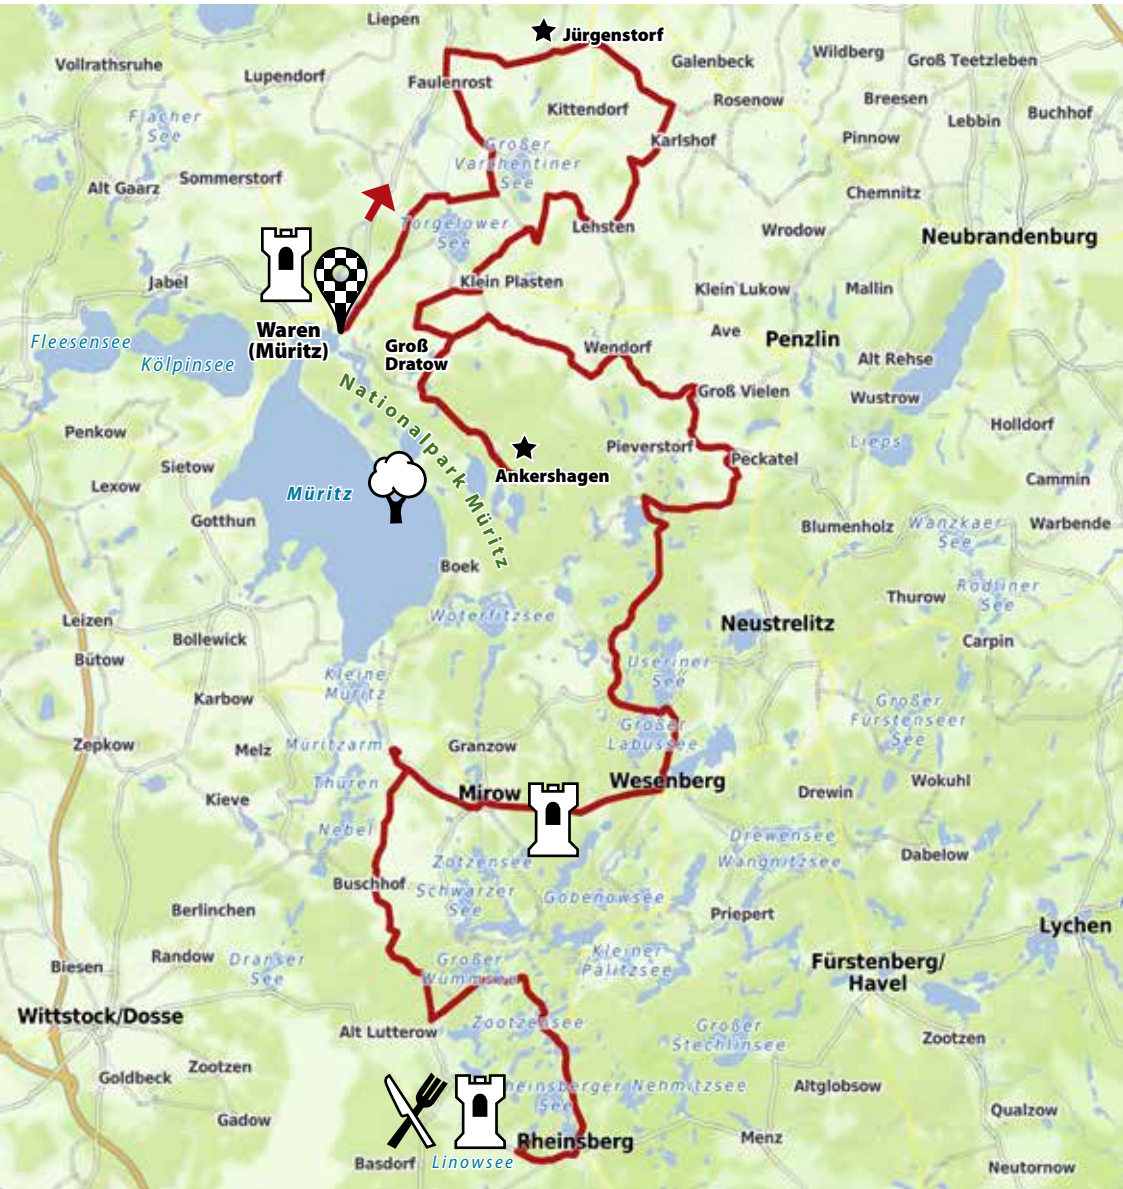 Liepen
Jürgenstorf
Vollrathsruhe
Lupendorf
Faulenrost
Galenbeck
Wildberg
Groß Teetzleben
Kittendorf
Rosenow
Breesen
Lebbin
Buchhof
Flacher
See
Großer
Varchentiner
See
Karlshof
Pinnow
Alt Gaarz
Sommerstorf
Chemnitz
Torgelower
See
Lehsten
Wrodow
Neubrandenburg
Jabel
Klein Plasten
Klein Lukow
Mallin
Waren
(Müritz)
Fleesensee
Kölpinsee
Groß
Dratow
Wendorf
Ave
Penzlin
Alt Rehse
Nationalpark Müritz
Groß Vielen
Wustrow
Penkow
Sietow
Lexow
Müritz
Pieverstorf
Peckatel
Lieps
Holldorf
Ankershagen
Cammin
Gotthun
Blumenholz
Wanzkaer
See
Warbende
Boek
Rödliner
See
Thurow
Leizen
Woterfitzsee
Neustrelitz
Bollewick
Carpin
Bütow
Kleine
Müritz
Useriner
See
Karbow
Großer
Fürstenseer
See
Großer
Labussee
Zepkow
Melz
Müritzarm
Granzow
Thüren
Mirow
Wesenberg
Drewin
Wokuhl
Kieve
Nebel
Drewensee
Wangnitzsee
Zotzensee
Dabelow
Buschhof
Schwarzer
See
Gobenowsee
Berlinchen
Priepert
Lychen
Randow
Dranser
See
Biesen
Großer
Wummsee
Kleiner
Palitzsee
Fürstenberg/
Havel
Wittstock/Dosse
Alt Lutterow
Zootzensee
Großer
Stechlinsee
Zootzen
Goldbeck
Zootzen
Rheinsberger
See
Nehmitzsee
Altglobsow
Gadow
Qualzow
Rheinsberg
Menz
Basdorf
Linowsee
Neutornow